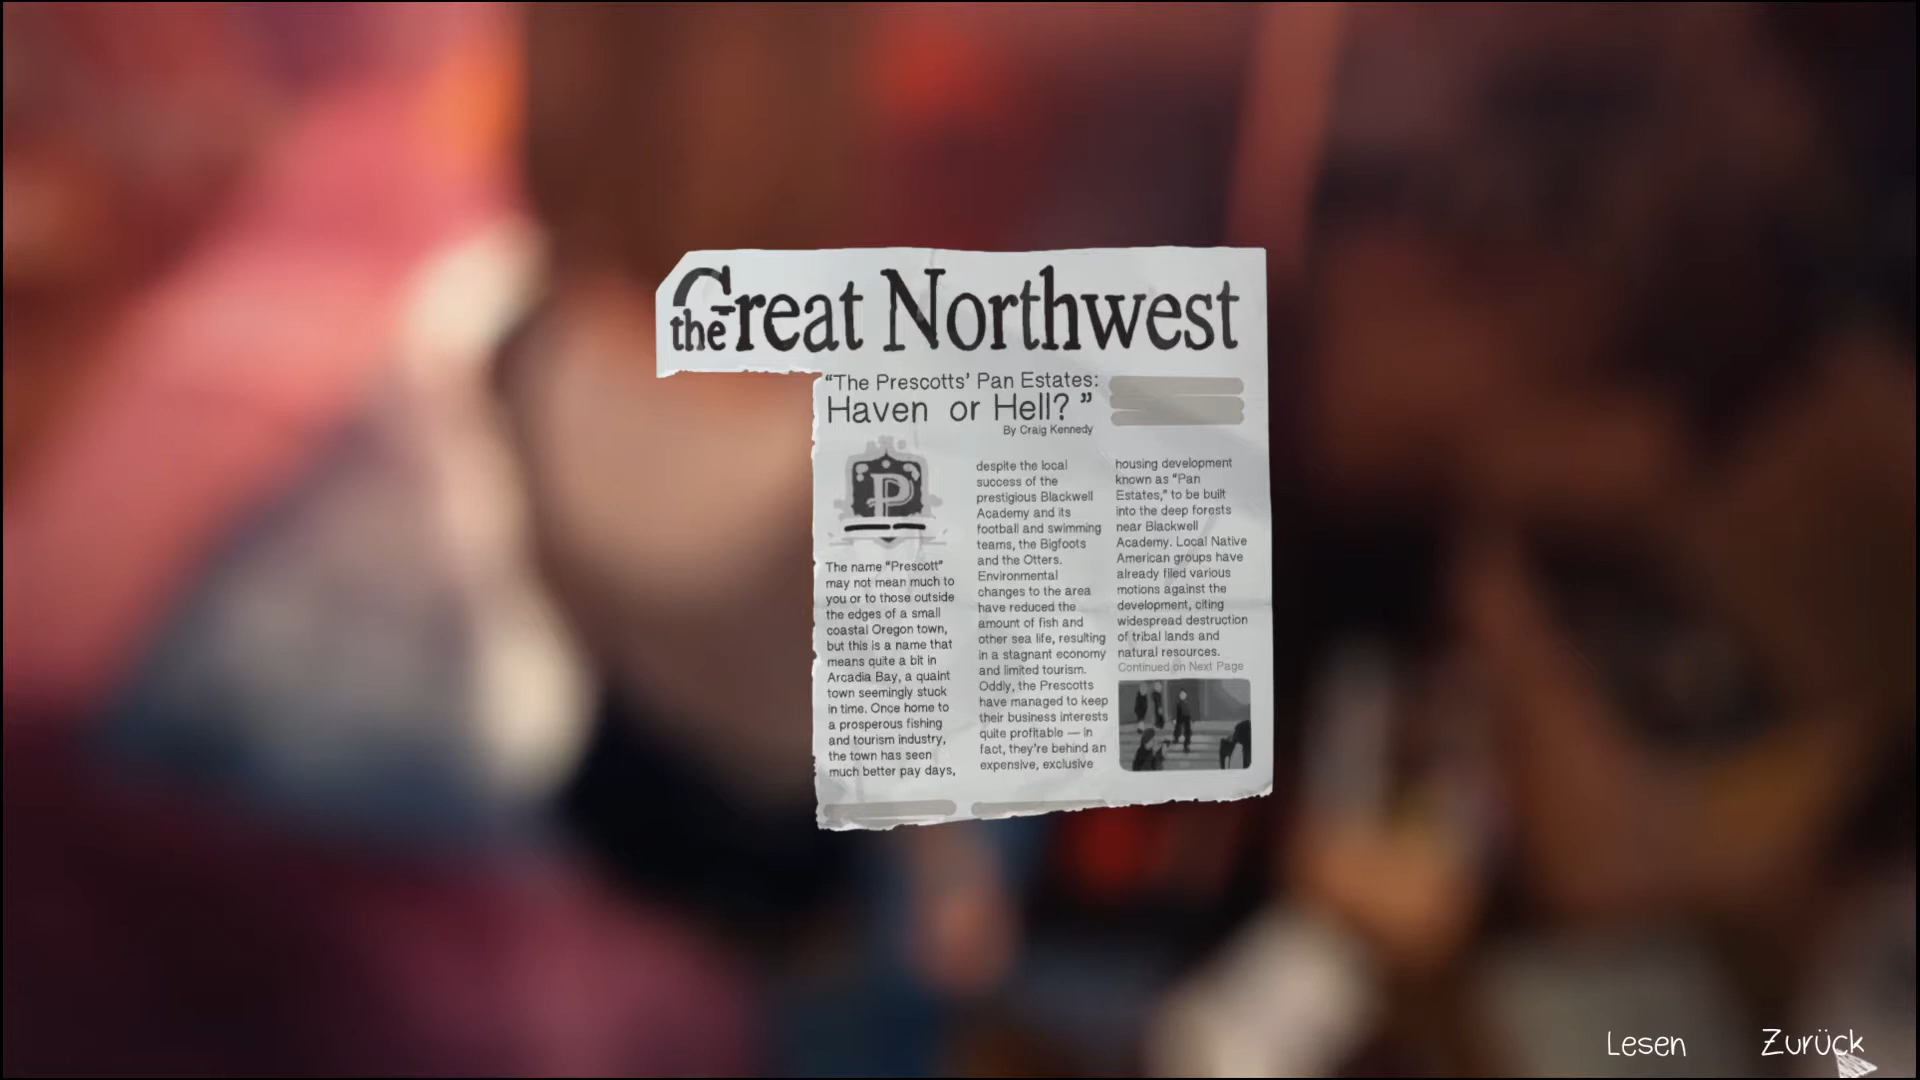 the Great Northwest
“The Prescotts’ Pan Estates:
Haven or Hell? ”
By Craig Kennedy
P
The name “Prescott”
may not mean much to
you or to those outside
the edges of a small
coastal Oregon town,
but this is a name that
means quite a bit in
Arcadia Bay, a quaint
town seemingly stuck
in time. Once home to
a prosperous fishing
and tourism industry,
the town has seen
much better pay days,
despite the local
success of the
prestigious Blackwell
Academy and its
football and swimming
teams, the Bigfoots
and the Otters.
Environmental
changes to the area
have reduced the
amount of fish and
other sea life, resulting
in a stagnant economy
and limited tourism.
Oddly, the Prescotts
have managed to keep
their business interests
quite profitable — in
fact, they’re behind an
expensive, exclusive
housing development
known as “Pan
Estates,” to be built
into the deep forests
near Blackwell
Academy. Local Native
American groups have
already filed various
motions against the
development, citing
widespread destruction
of tribal lands and
natural resources.
Continued on Next Page
Lesen
Zurück